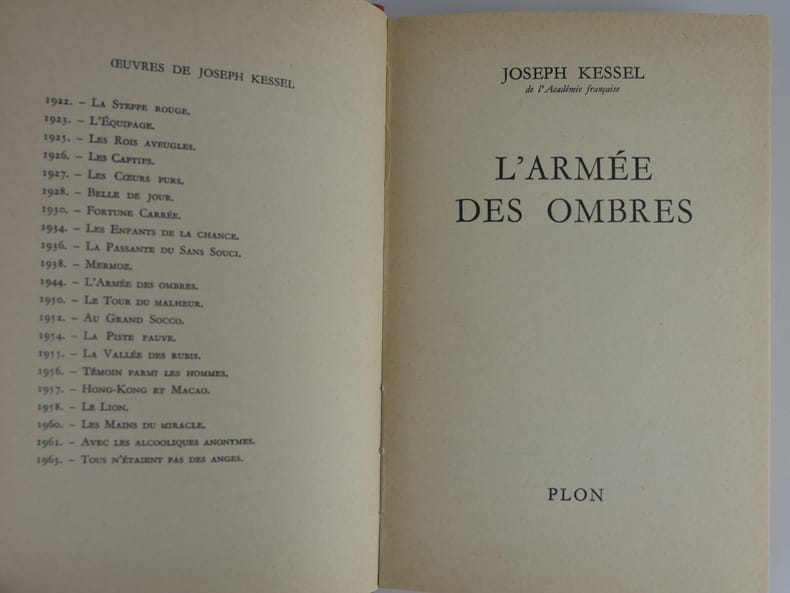 ŒUVRES DE JOSEPH KESSEL
1922. – La Steppe rouge.
1923. – L'Équipage.
1925. – Les Rois aveugles.
1926. – Les Captifs.
1927. – Les Cœurs purs.
1928. – Belle de jour.
1930. – Fortune Carrée.
1934. – Les Enfants de la chance.
1936. – La Passante du Sans Souci.
1938. – Mermoz.
1944. – L'Armée des ombres.
1950. – Le Tour du malheur.
1952. – Au Grand Socco.
1954. – La Piste fauve.
1955. – La Vallée des rubis.
1956. – Témoin parmi les hommes.
1957. – Hong-Kong et Macao.
1958. – Le Lion.
1960. – Les Mains du miracle.
1961. – Avec les alcooliques anonymes.
1963. – Tous n'étaient pas des anges.
JOSEPH KESSEL
de l'Académie française
L'ARMÉE
DES OMBRES
PLON